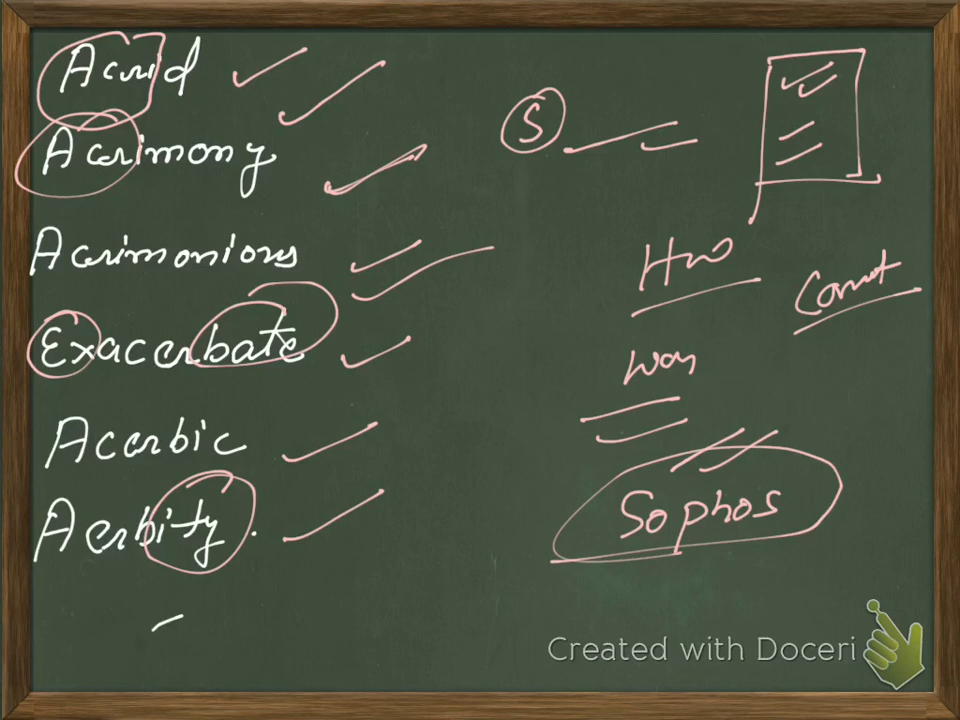 Acrid
Acrimony
Acrimonious
Exacerbate
Acerbic
Acerbity.
S
Sophos
Created with Doceri